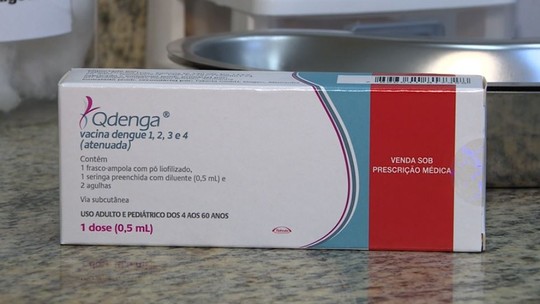 Qdenga®
vacina dengue 1, 2, 3 e 4
(atenuada)
Contém
1 frasco-ampola com pó liofilizado,
1 seringa preenchida com diluente (0,5 mL) e
2 agulhas
Via subcutânea
USO ADULTO E PEDIÁTRICO DOS 4 AOS 60 ANOS
1 dose (0,5 mL)
Takeda
VENDA SOB
PRESCRIÇÃO MÉDICA